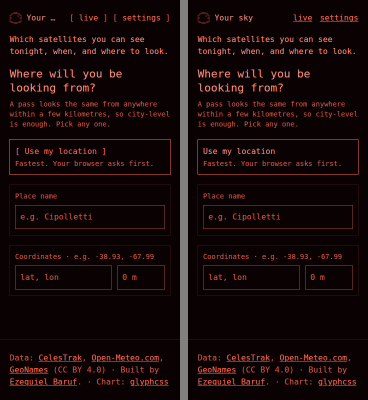 Your … [ live ] [ settings ]
Which satellites you can see
tonight, when, and where to look.
Where will you be
looking from?
A pass looks the same from anywhere
within a few kilometres, so city-level
is enough. Pick any one.
[ Use my location ]
Fastest. Your browser asks first.
Place name
e.g. Cipolletti
Coordinates · e.g. -38.93, -67.99
lat, lon
0 m
Data: CelesTrak, Open-Meteo.com,
GeoNames (CC BY 4.0) · Built by
Ezequiel Baruf. · Chart: glyphcss
Your sky live settings
Which satellites you can see
tonight, when, and where to look.
Where will you be
looking from?
A pass looks the same from anywhere
within a few kilometres, so city-level
is enough. Pick any one.
Use my location
Fastest. Your browser asks first.
Place name
e.g. Cipolletti
Coordinates · e.g. -38.93, -67.99
lat, lon
0 m
Data: CelesTrak, Open-Meteo.com,
GeoNames (CC BY 4.0) · Built by
Ezequiel Baruf. · Chart: glyphcss